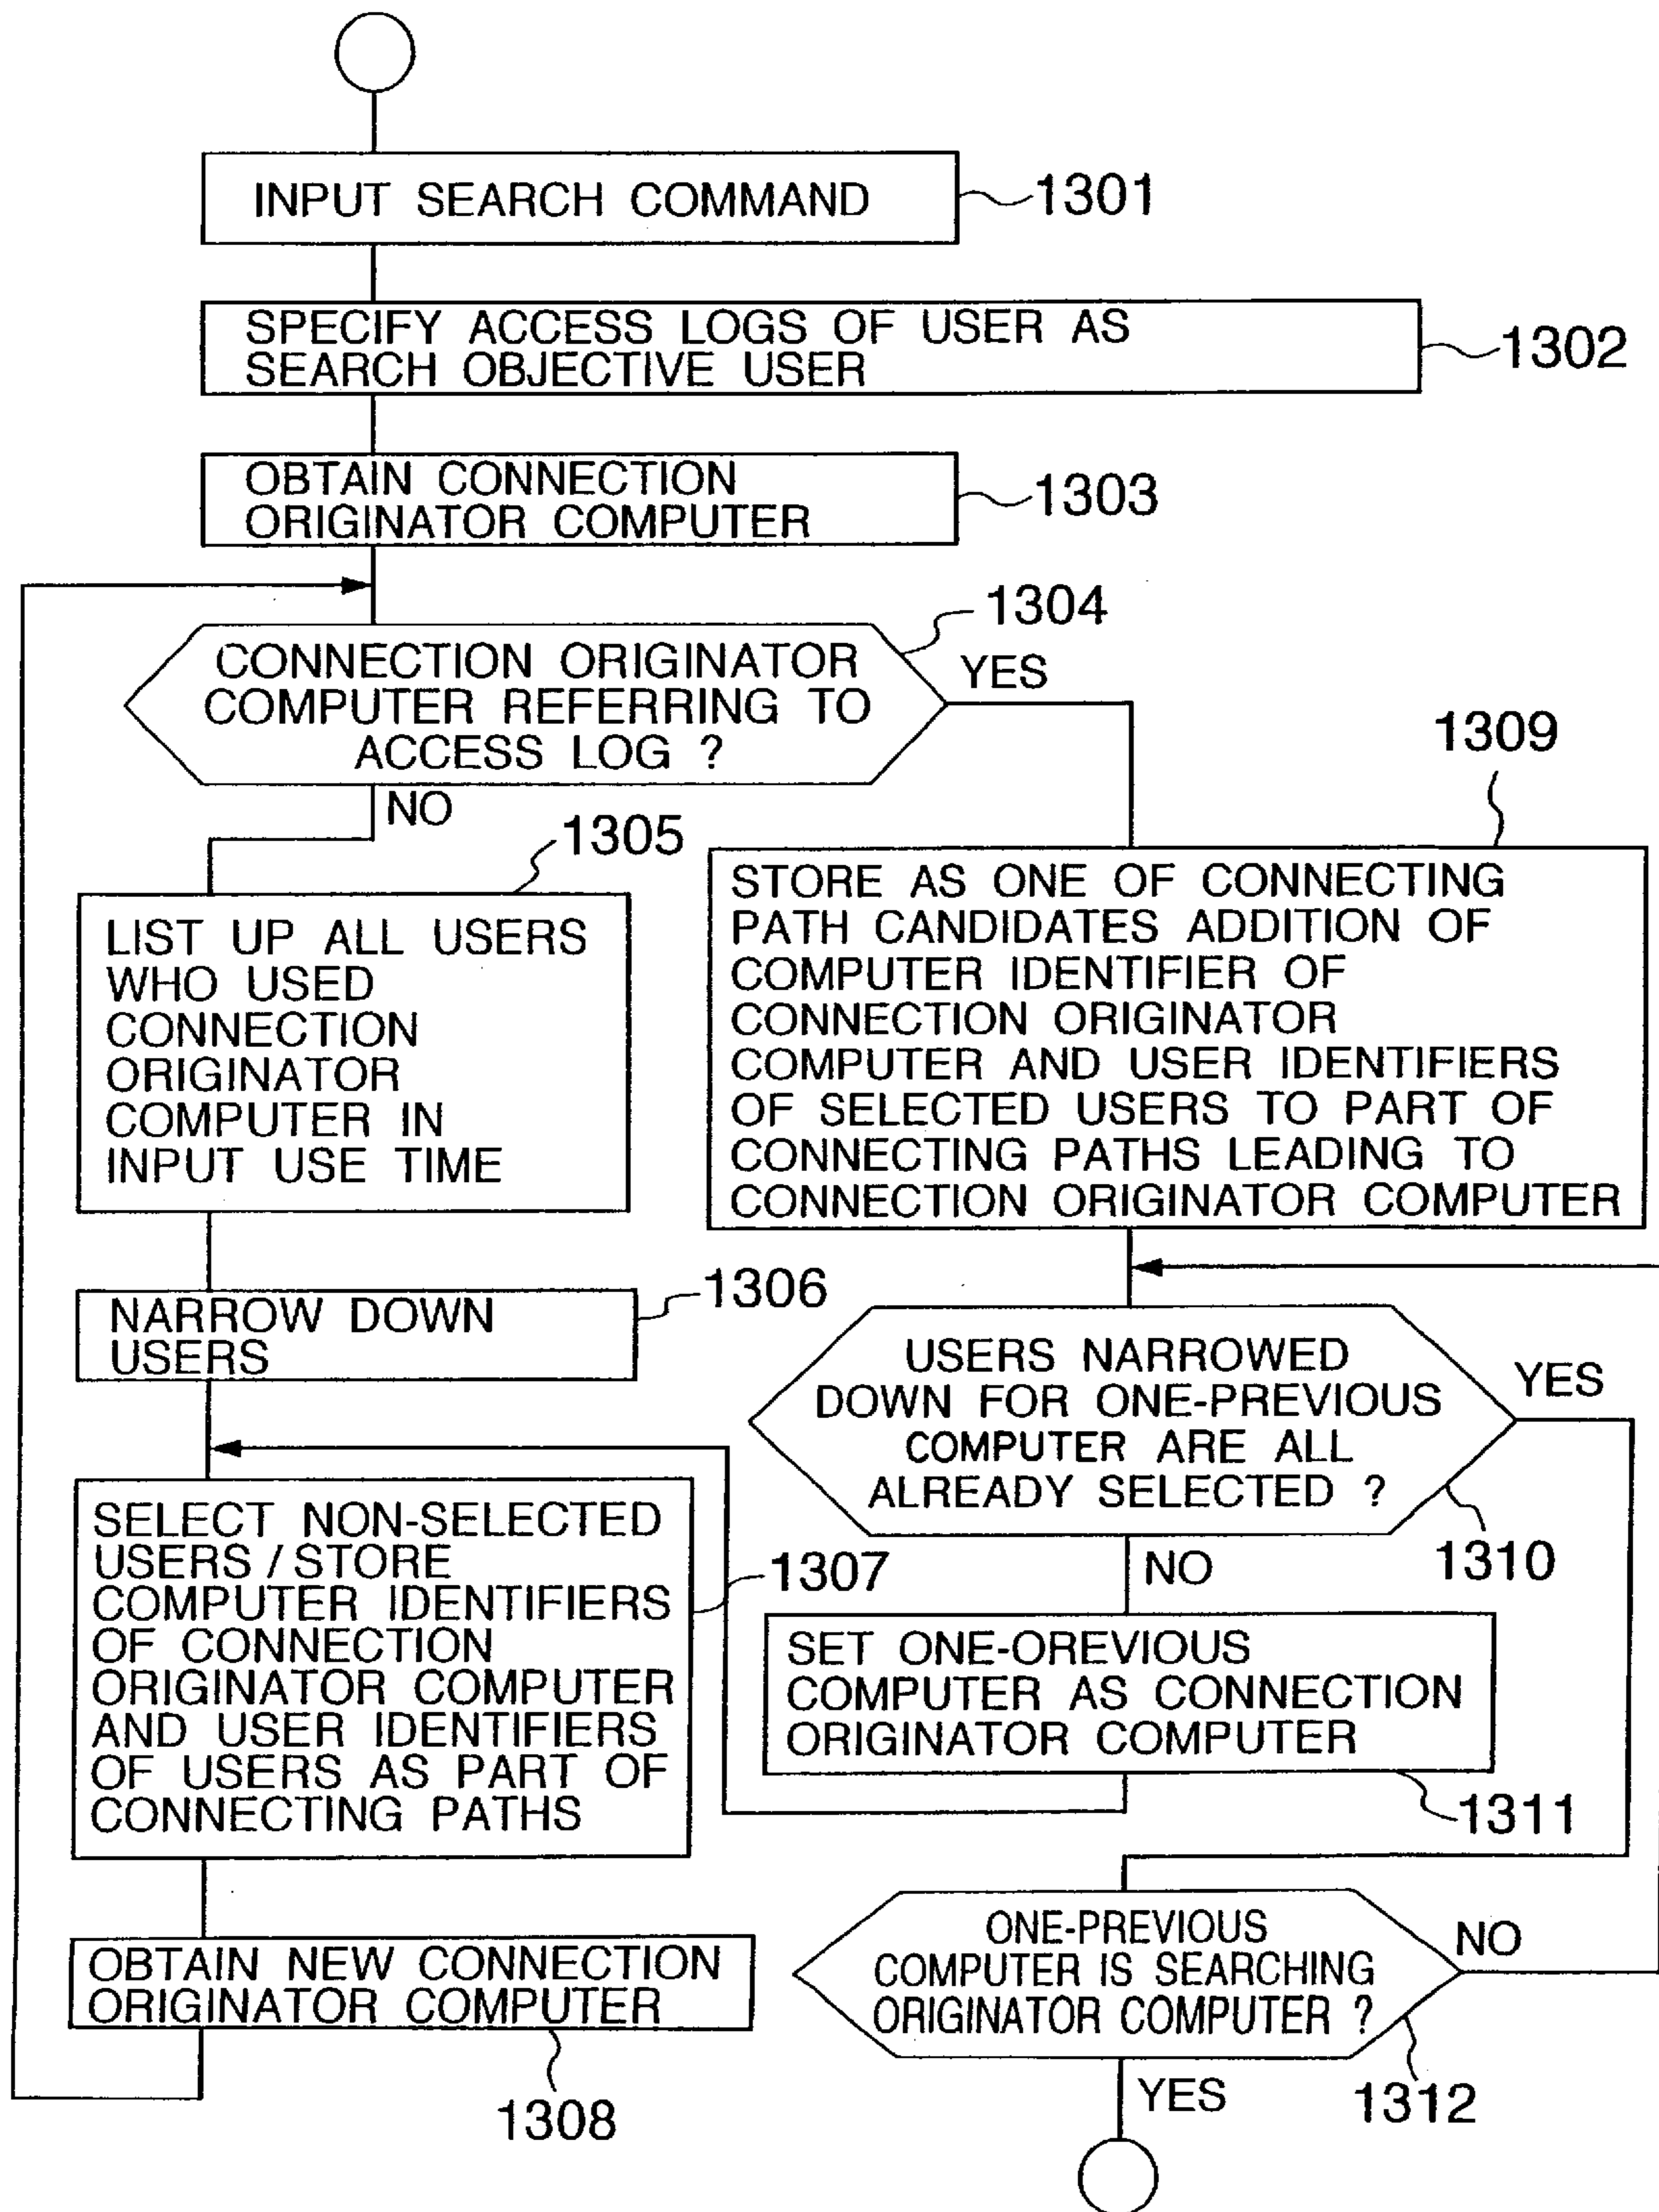 INPUT SEARCH COMMAND
1301
SPECIFY ACCESS LOGS OF USER AS
SEARCH OBJECTIVE USER
1302
OBTAIN CONNECTION
ORIGINATOR COMPUTER
1303
1304
CONNECTION ORIGINATOR
COMPUTER REFERRING TO
ACCESS LOG ?
YES
NO
1305
LIST UP ALL USERS
WHO USED
CONNECTION
ORIGINATOR
COMPUTER IN
INPUT USE TIME
1306
NARROW DOWN
USERS
SELECT NON-SELECTED
USERS / STORE
COMPUTER IDENTIFIERS
OF CONNECTION
ORIGINATOR COMPUTER
AND USER IDENTIFIERS
OF USERS AS PART OF
CONNECTING PATHS
1307
OBTAIN NEW CONNECTION
ORIGINATOR COMPUTER
1308
1309
STORE AS ONE OF CONNECTING
PATH CANDIDATES ADDITION OF
COMPUTER IDENTIFIER OF
CONNECTION ORIGINATOR
COMPUTER AND USER IDENTIFIERS
OF SELECTED USERS TO PART OF
CONNECTING PATHS LEADING TO
CONNECTION ORIGINATOR COMPUTER
USERS NARROWED
DOWN FOR ONE-PREVIOUS
COMPUTER ARE ALL
ALREADY SELECTED ?
YES
1310
NO
SET ONE-OREVIOUS
COMPUTER AS CONNECTION
ORIGINATOR COMPUTER
1311
ONE-PREVIOUS
COMPUTER IS SEARCHING
ORIGINATOR COMPUTER ?
NO
1312
YES